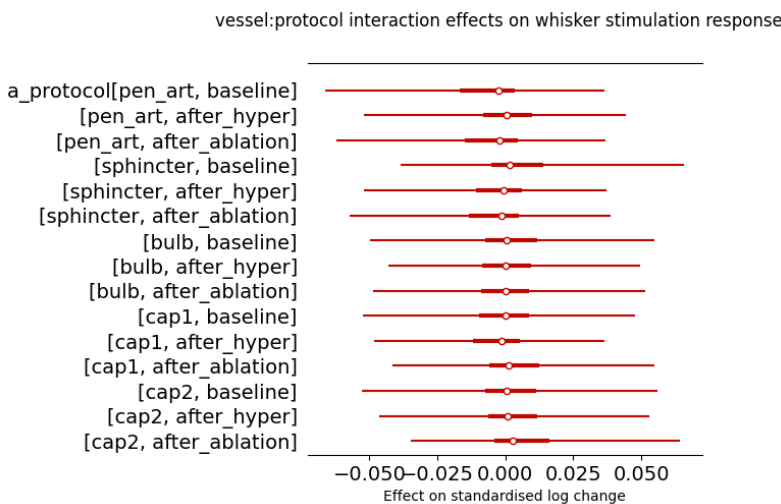 vessel:protocol interaction effects on whisker stimulation response
a_protocol[pen_art, baseline]
[pen_art, after_hyper]
[pen_art, after_ablation]
[sphincter, baseline]
[sphincter, after_hyper]
[sphincter, after_ablation]
[bulb, baseline]
[bulb, after_hyper]
[bulb, after_ablation]
[cap1, baseline]
[cap1, after_hyper]
[cap1, after_ablation]
[cap2, baseline]
[cap2, after_hyper]
[cap2, after_ablation]
−0.050 −0.025 0.000 0.025 0.050
Effect on standardised log change